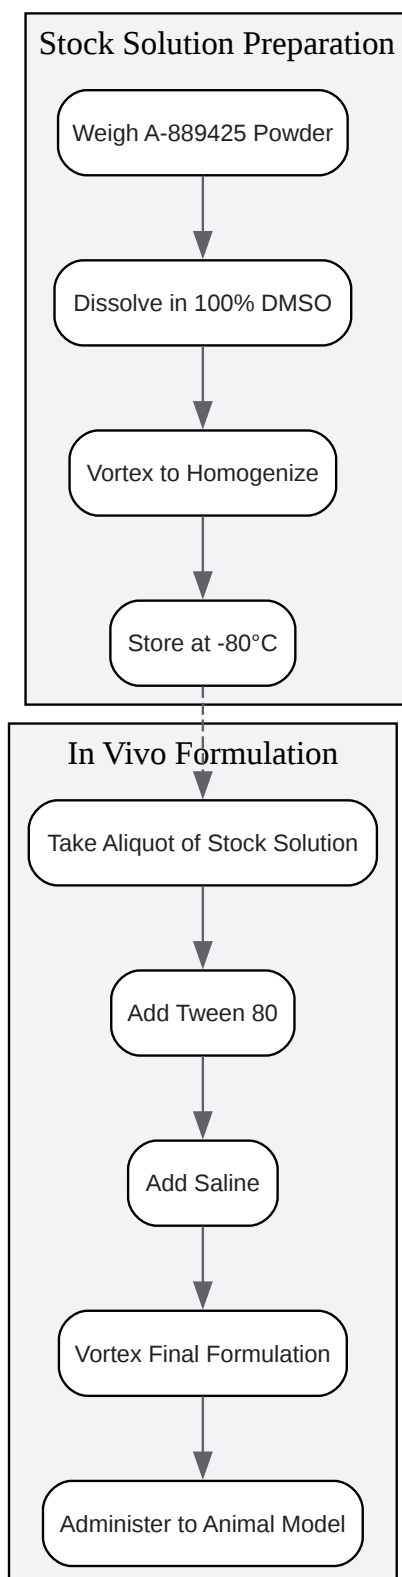 Stock Solution Preparation
Weigh A-889425 Powder
Dissolve in 100% DMSO
Vortex to Homogenize
Store at -80°C
In Vivo Formulation
Take Aliquot of Stock Solution
Add Tween 80
Add Saline
Vortex Final Formulation
Administer to Animal Model